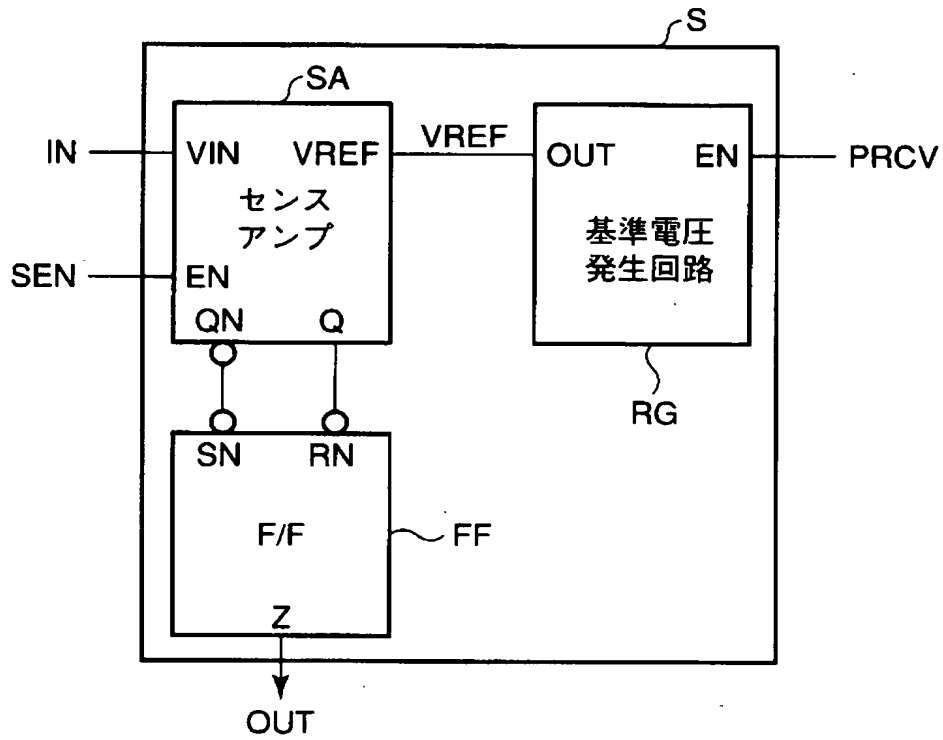 S
SA
IN
VIN
VREF
VREF
OUT
EN
PRCV
センス
アンプ
基準電圧
発生回路
SEN
EN
QN
Q
RG
SN
RN
F/F
FF
Z
OUT